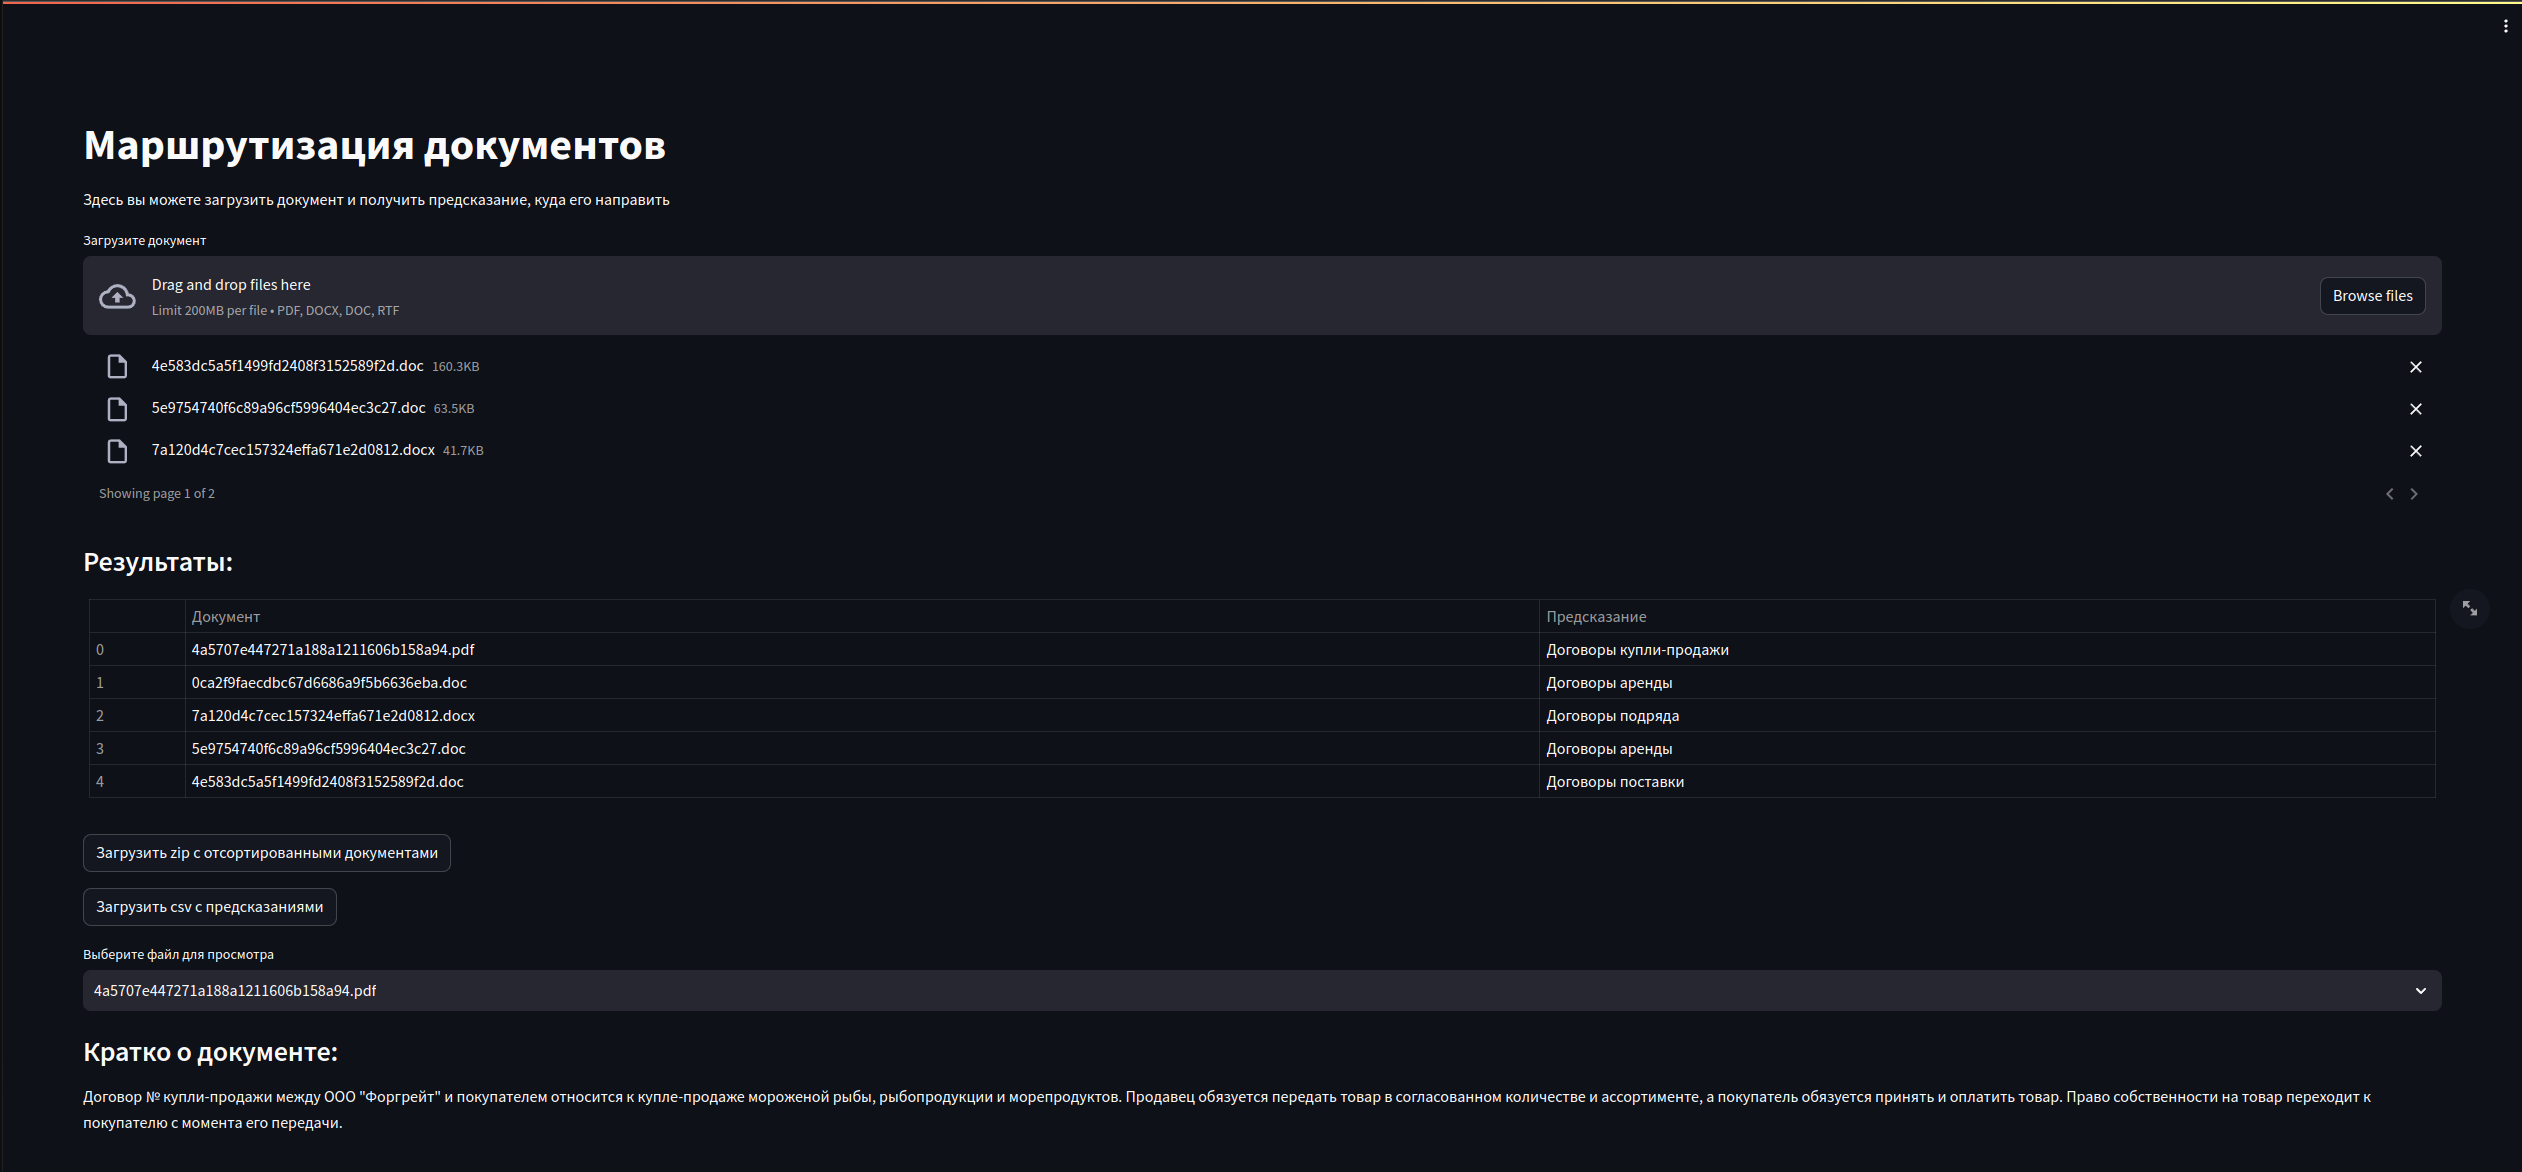 Маршрутизация документов
Здесь вы можете загрузить документ и получить предсказание, куда его направить
Загрузите документ
Drag and drop files here
Limit 200MB per file • PDF, DOCX, DOC, RTF
Browse files
4e583dc5a5f1499fd2408f3152589f2d.doc 160.3KB
5e9754740f6c89a96cf5996404ec3c27.doc 63.5KB
7a120d4c7cec157324effa671e2d0812.docx 41.7KB
Showing page 1 of 2
Результаты:
Документ Предсказание
0 4a5707e447271a188a1211606b158a94.pdf Договоры купли-продажи
1 0ca2f9faecdbc67d6686a9f5b6636eba.doc Договоры аренды
2 7a120d4c7cec157324effa671e2d0812.docx Договоры подряда
3 5e9754740f6c89a96cf5996404ec3c27.doc Договоры аренды
4 4e583dc5a5f1499fd2408f3152589f2d.doc Договоры поставки
Загрузить zip с отсортированными документами
Загрузить csv с предсказаниями
Выберите файл для просмотра
4a5707e447271a188a1211606b158a94.pdf
Кратко о документе:
Договор № купли-продажи между ООО "Форгрейт" и покупателем относится к купле-продаже мороженой рыбы, рыбопродукции и морепродуктов. Продавец обязуется передать товар в согласованном количестве и ассортименте, а покупатель обязуется принять и оплатить товар. Право собственности на товар переходит к
покупателю с момента его передачи.